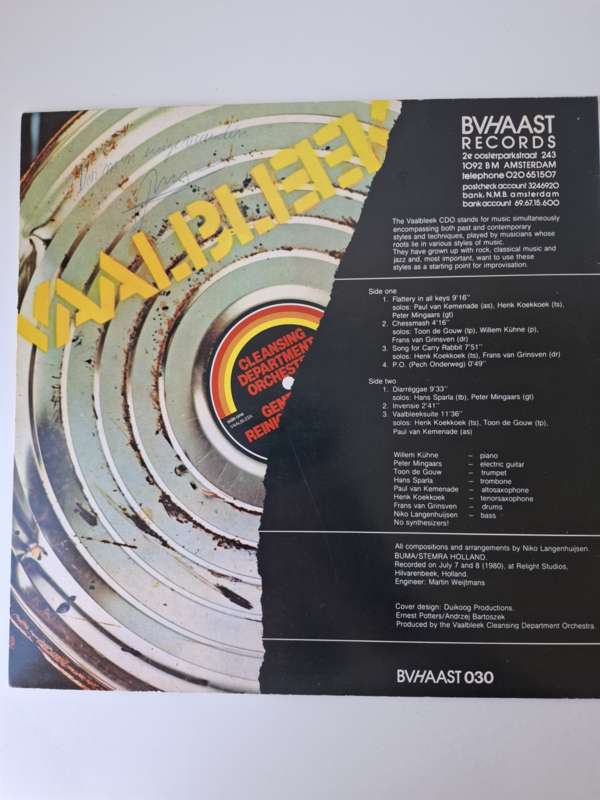 VAALBLEEK
CLEANSING
DEPARTMENT
ORCHEST
GEM
REINI
SIDE ONE
VAALBLEEK
BVHAAST
RECORDS
2e oosterparkstraat 243
1092 BM AMSTERDAM
telephone 020 651507
postcheck account 3246920
bank. N.M.B. amsterdam
bank account 69.67.15.600
The Vaalbleek CDO stands for music simultaneously
encompassing both past and contemporary
styles and techniques, played by musicians whose
roots lie in various styles of music.
They have grown up with rock, classical music and
jazz and, most important, want to use these
styles as a starting point for improvisation.
Side one
1. Flattery in all keys 9'16''
solos: Paul van Kemenade (as), Henk Koekkoek (ts),
Peter Mingaars (gt)
2. Chessmash 4'16''
solos: Toon de Gouw (tp), Willem Kühne (p),
Frans van Grinsven (dr)
3. Song for Carry Rabbit 7'51''
solos: Henk Koekkoek (ts), Frans van Grinsven (dr)
4. P.O. (Pech Onderweg) 0'49''
Side two
1. Diarréggae 9'33''
solos: Hans Sparla (tb), Peter Mingaars (gt)
2. Invensie 2'41''
3. Vaalbleeksuite 11'36''
solos: Henk Koekkoek (ts), Toon de Gouw (tp),
Paul van Kemenade (as)
Willem Kühne – piano
Peter Mingaars – electric guitar
Toon de Gouw – trumpet
Hans Sparla – trombone
Paul van Kemenade – altosaxophone
Henk Koekkoek – tenorsaxophone
Frans van Grinsven – drums
Niko Langenhuijsen – bass
No synthesizers!
All compositions and arrangements by Niko Langenhuijsen.
BUMA/STEMRA HOLLAND.
Recorded on July 7 and 8 (1980), at Relight Studios,
Hilvarenbeek, Holland.
Engineer: Martin Weijtmans
Cover design: Duikoog Productions.
Ernest Potters/Andrzej Bartoszek
Produced by the Vaalbleek Cleansing Department Orchestra.
BVHAAST 030